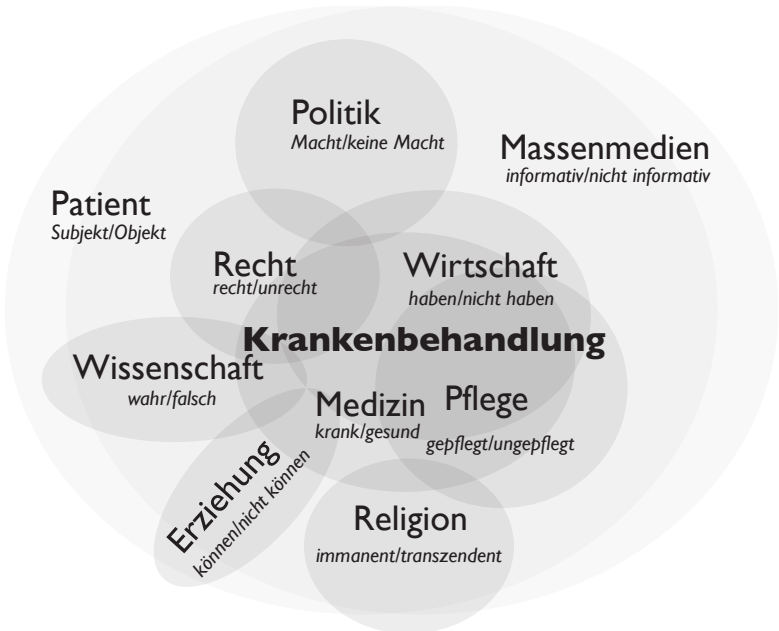 Politik
Macht/keine Macht
Massenmedien
informativ/nicht informativ
Patient
Subjekt/Objekt
Recht
recht/unrecht
Wirtschaft
haben/nicht haben
Krankenbehandlung
Wissenschaft
wahr/falsch
Medizin
krank/gesund
Pflege
gepflegt/ungepflegt
Erziehung
können/nicht können
Religion
immanent/transzendent